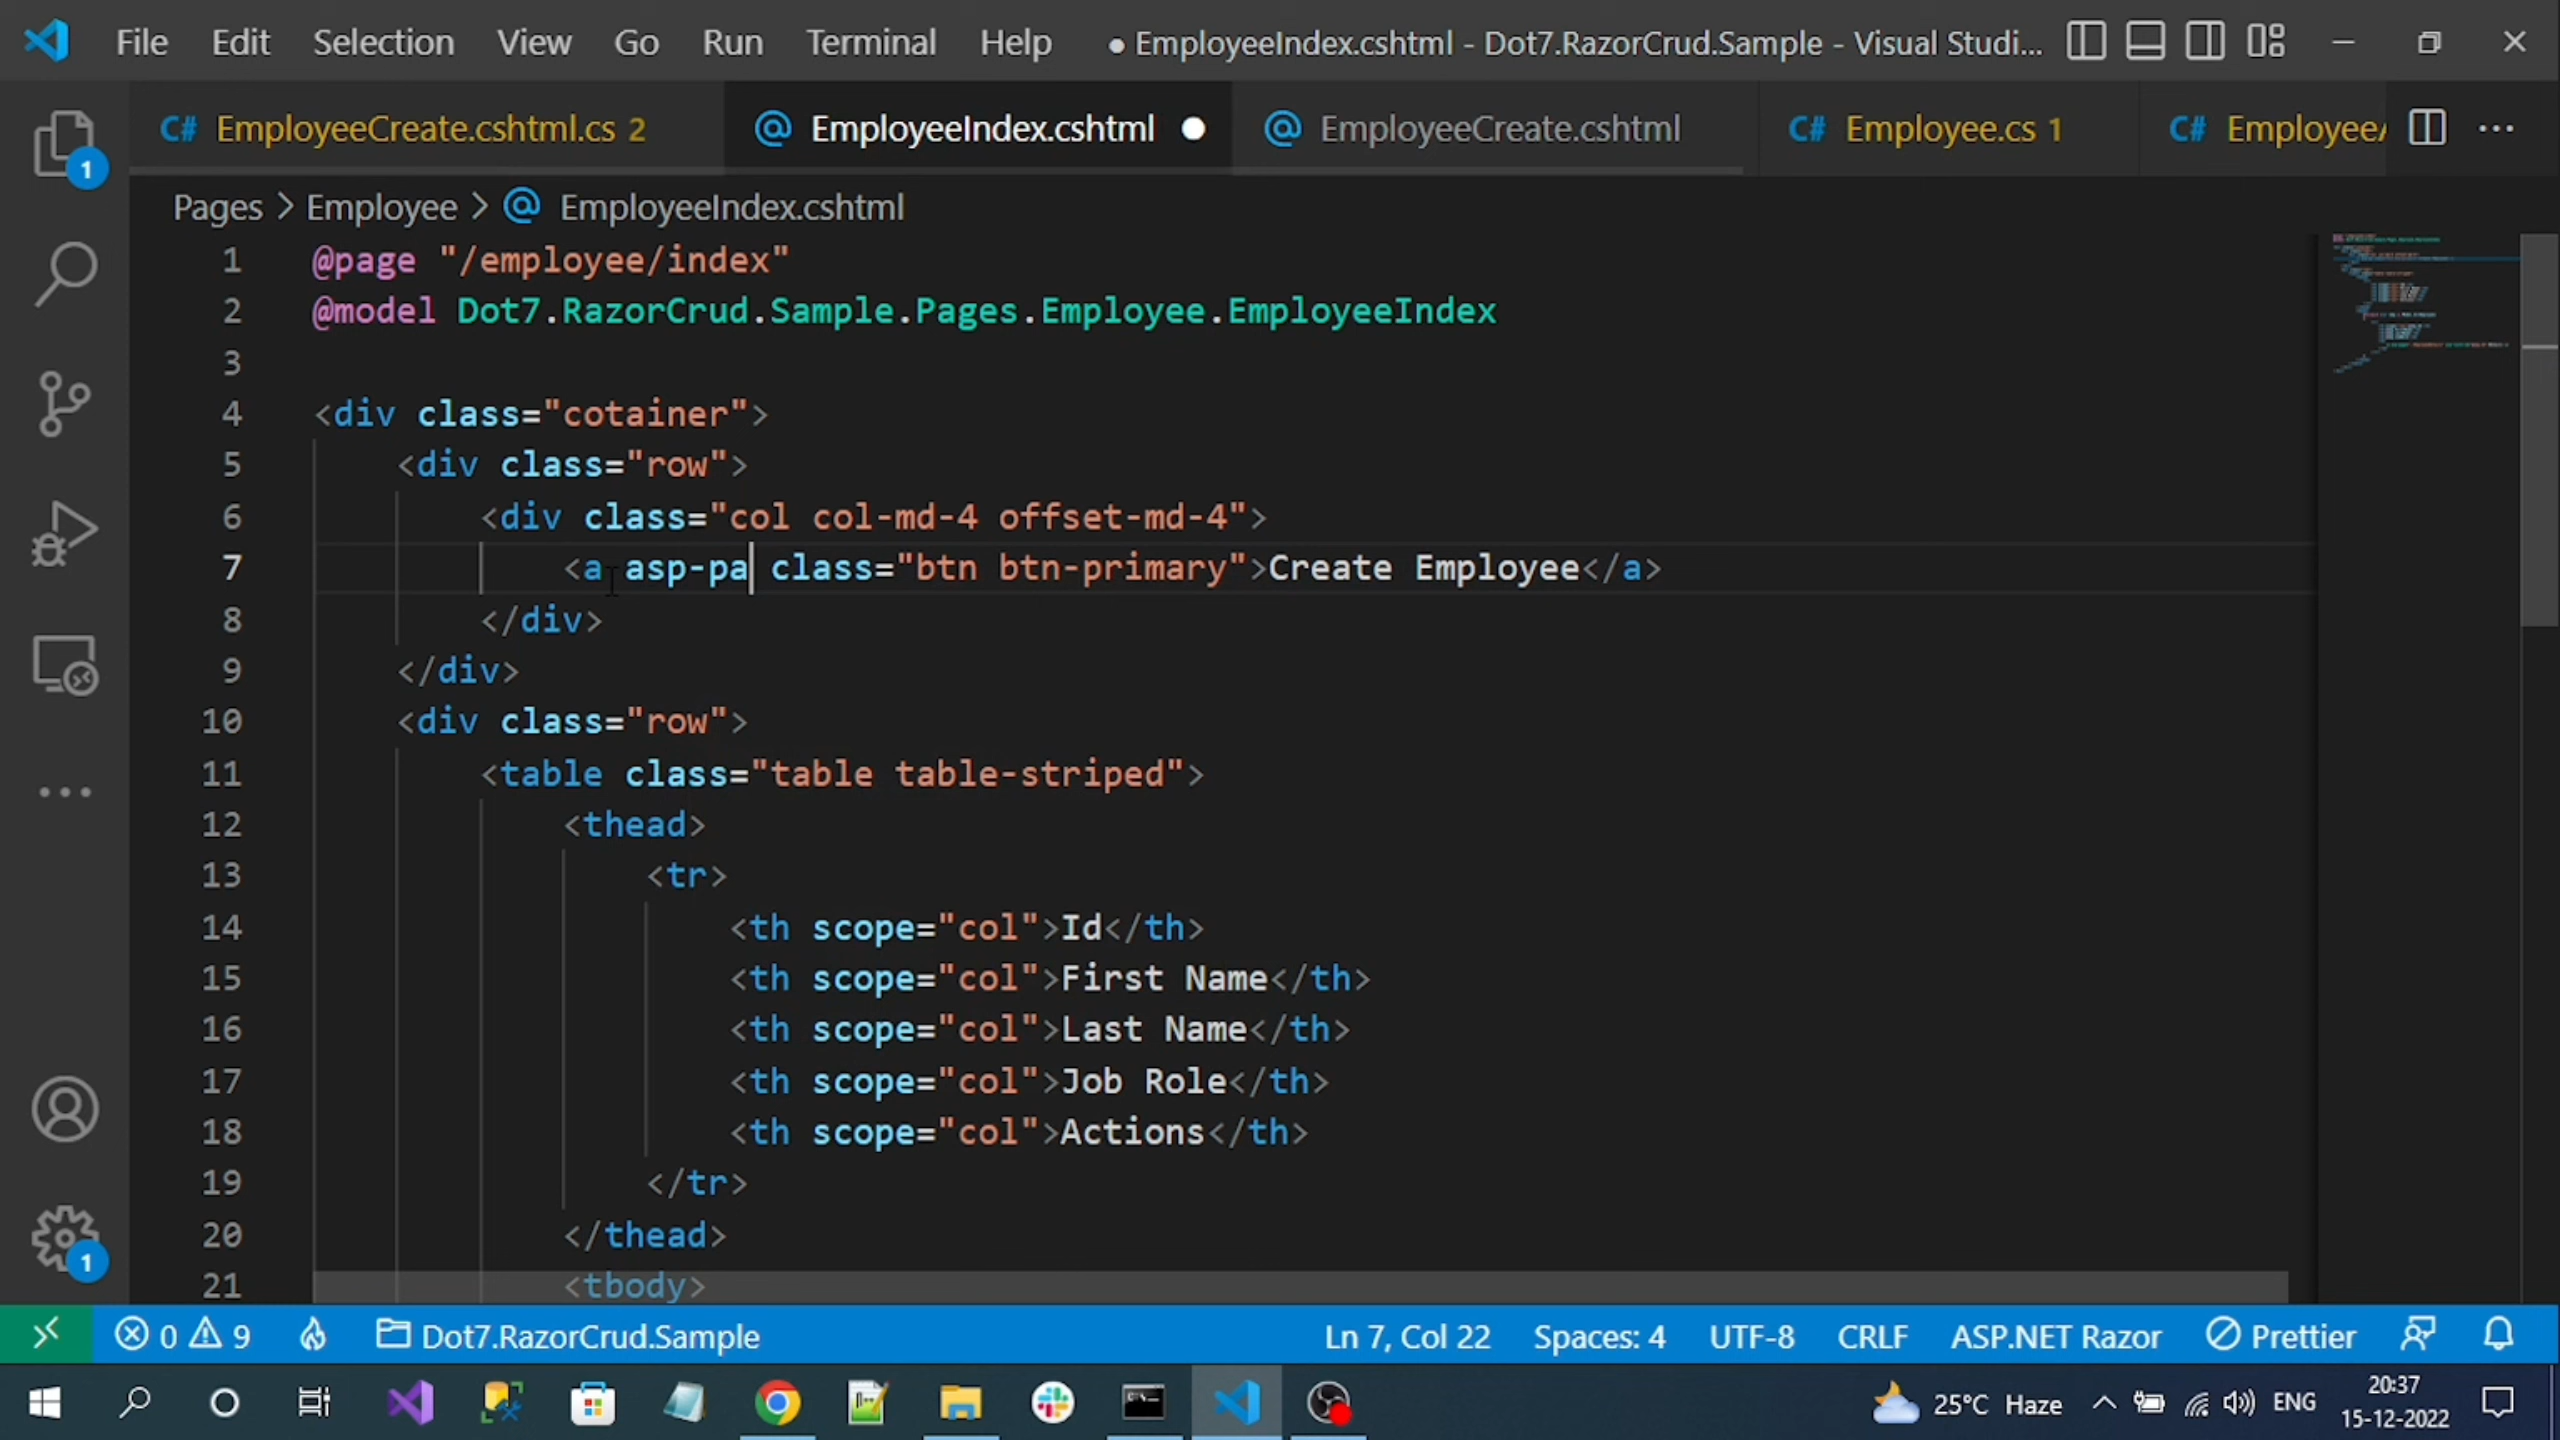 File Edit Selection View Go Run Terminal Help ● EmployeeIndex.cshtml - Dot7.RazorCrud.Sample - Visual Studi...
C# EmployeeCreate.cshtml.cs 2 @ EmployeeIndex.cshtml ● @ EmployeeCreate.cshtml C# Employee.cs 1 C# EmployeeA
1
Pages > Employee > @ EmployeeIndex.cshtml
1 @page "/employee/index"
2 @model Dot7.RazorCrud.Sample.Pages.Employee.EmployeeIndex
3
4 <div class="cotainer">
5 <div class="row">
6 <div class="col col-md-4 offset-md-4">
7 <a asp-pa class="btn btn-primary">Create Employee</a>
8 </div>
9 </div>
10 <div class="row">
11 <table class="table table-striped">
12 <thead>
13 <tr>
14 <th scope="col">Id</th>
15 <th scope="col">First Name</th>
16 <th scope="col">Last Name</th>
17 <th scope="col">Job Role</th>
18 <th scope="col">Actions</th>
19 </tr>
20 </thead>
21 <tbody>
1
0 9 Dot7.RazorCrud.Sample Ln 7, Col 22 Spaces: 4 UTF-8 CRLF ASP.NET Razor Prettier
25°C Haze ENG 20:37
15-12-2022